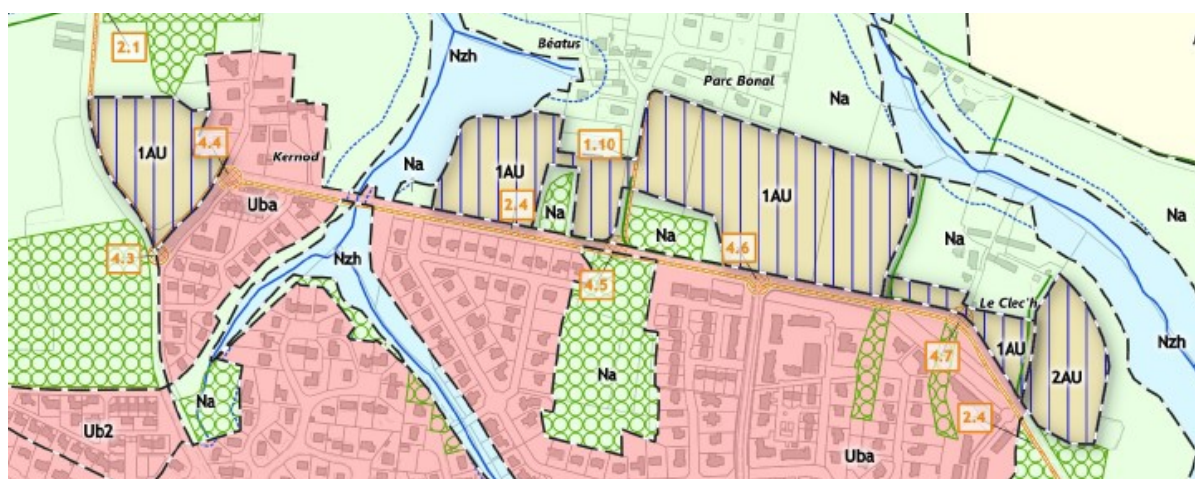 2.1
Nzh
Béatus
Parc Bonal
Na
1AU
4.4
Kernod
Na
1AU
1.10
Uba
2.4
Na
1AU
Na
4.6
Na
Na
4.3
Nzh
4.5
Le Clec'h
Nzh
Na
Na
4.7
1AU
2AU
Ub2
2.4
Uba